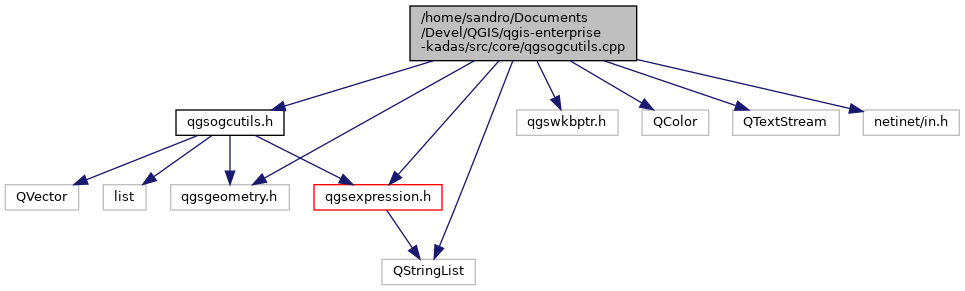 /home/sandro/Documents
/Devel/QGIS/qgis-enterprise
-kadas/src/core/qgsogcutils.cpp
qgsogcutils.h
qgswkbptr.h
QColor
QTextStream
netinet/in.h
QVector
list
qgsgeometry.h
qgsexpression.h
QStringList